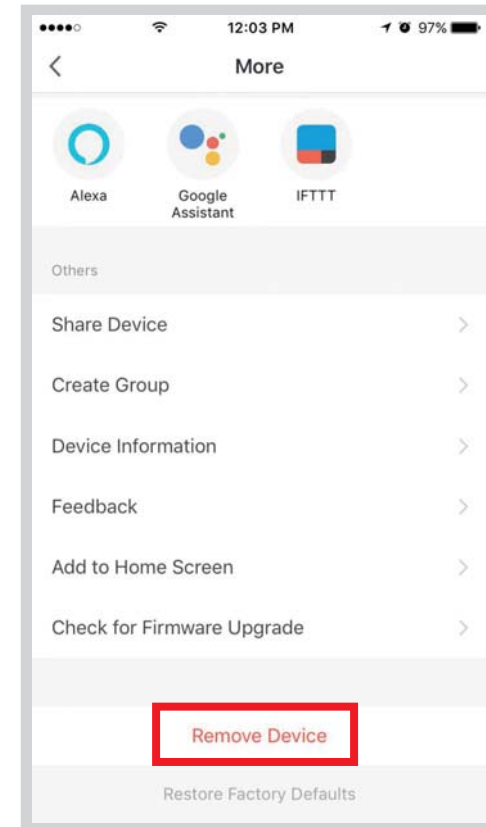 12:03 PM 97%
More
Alexa Google IFTTT
Assistant
Others
Share Device
Create Group
Device Information
Feedback
Add to Home Screen
Check for Firmware Upgrade
Remove Device
Restore Factory Defaults